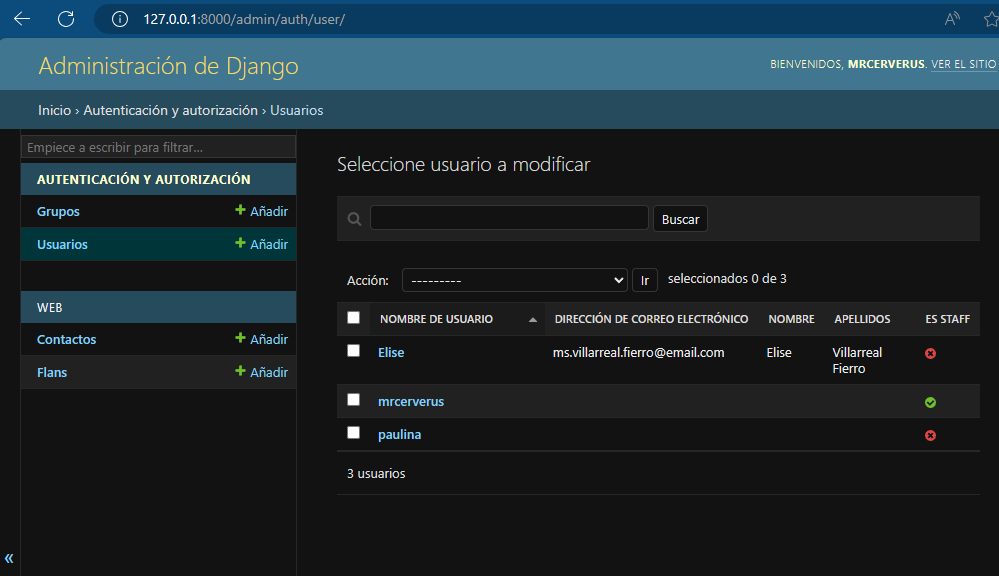 127.0.0.1:8000/admin/auth/user/
Administración de Django
BIENVENIDOS, MRCERVERUS. VER EL SITIO
Inicio › Autenticación y autorización › Usuarios
Empiece a escribir para filtrar...
AUTENTICACIÓN Y AUTORIZACIÓN
Grupos + Añadir
Usuarios + Añadir
WEB
Contactos + Añadir
Flans + Añadir
«
Seleccione usuario a modificar
Buscar
Acción: --------- Ir seleccionados 0 de 3
NOMBRE DE USUARIO DIRECCIÓN DE CORREO ELECTRÓNICO NOMBRE APELLIDOS ES STAFF
Elise ms.villarreal.fierro@email.com Elise Villarreal
Fierro
mrcerverus
paulina
3 usuarios